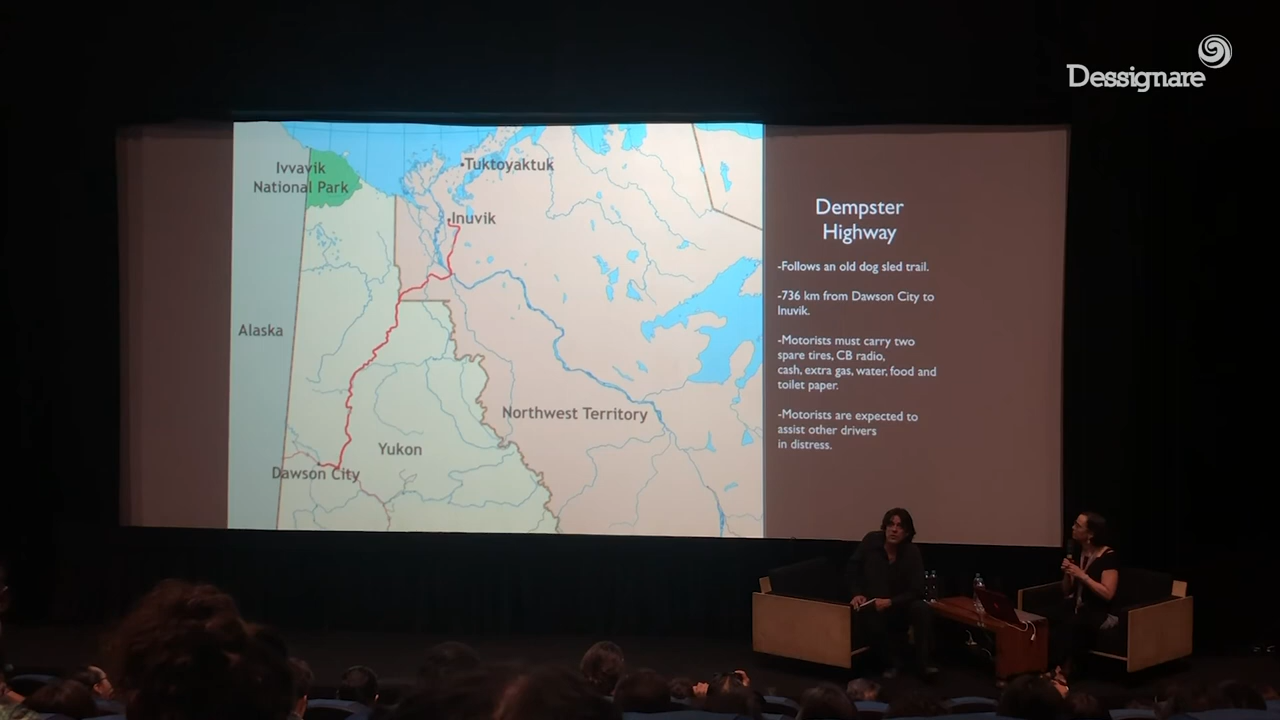 Dessignare
Ivvavik
National Park
Tuktoyaktuk
Inuvik
Alaska
Northwest Territory
Yukon
Dawson City
Dempster
Highway
-Follows an old dog sled trail.
-736 km from Dawson City to
Inuvik.
-Motorists must carry two
spare tires, CB radio,
cash, extra gas, water, food and
toilet paper.
-Motorists are expected to
assist other drivers
in distress.